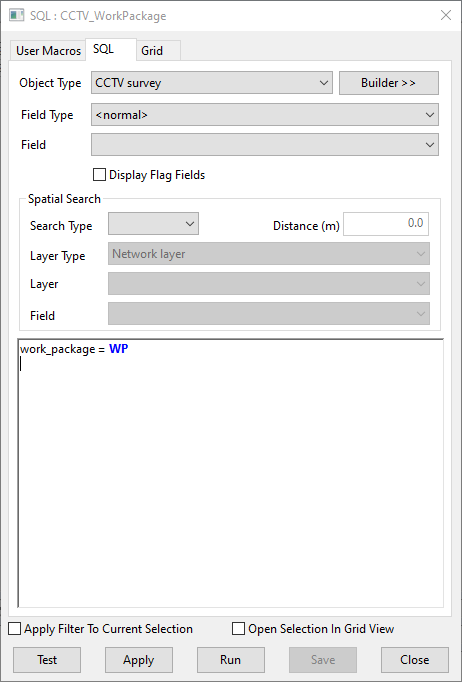 SQL : CCTV_WorkPackage
User Macros SQL Grid
Object Type CCTV survey Builder >>
Field Type <normal>
Field
Display Flag Fields
Spatial Search
Search Type Distance (m) 0.0
Layer Type Network layer
Layer
Field
work_package = WP
Apply Filter To Current Selection Open Selection In Grid View
Test Apply Run Save Close